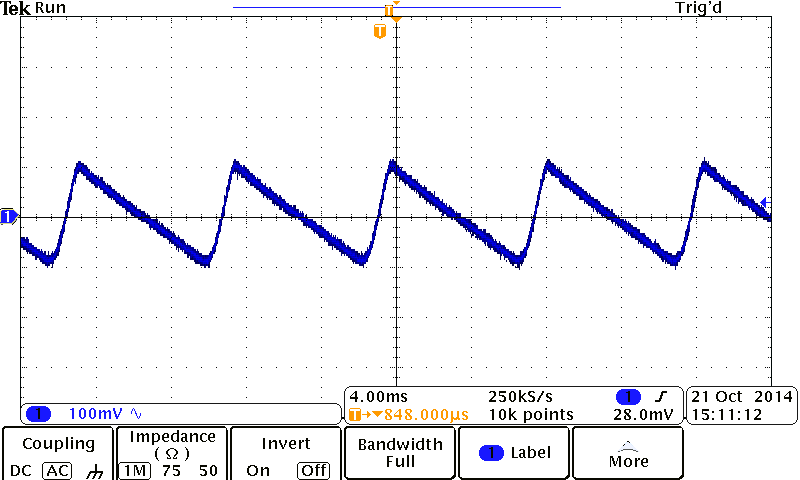 Tek Run Trig'd
T
T
1
4.00ms 250kS/s 1 21 Oct 2014
1 100mV T→▼848.000µs 10k points 28.0mV 15:11:12
Coupling Impedance Invert Bandwidth 1 Label More
(Ω) Full
DC AC 1M 75 50 On Off